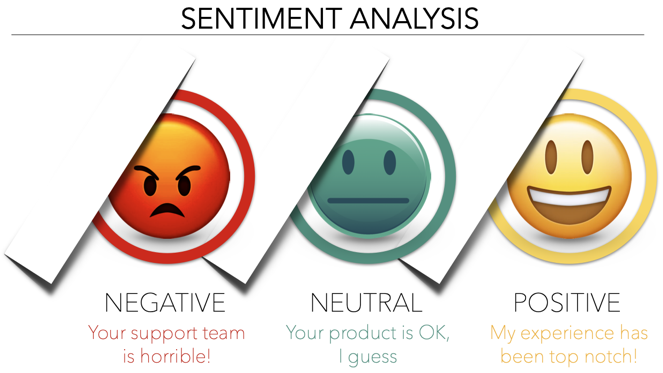 SENTIMENT ANALYSIS
NEGATIVE
Your support team
is horrible!
NEUTRAL
Your product is OK,
I guess
POSITIVE
My experience has
been top notch!